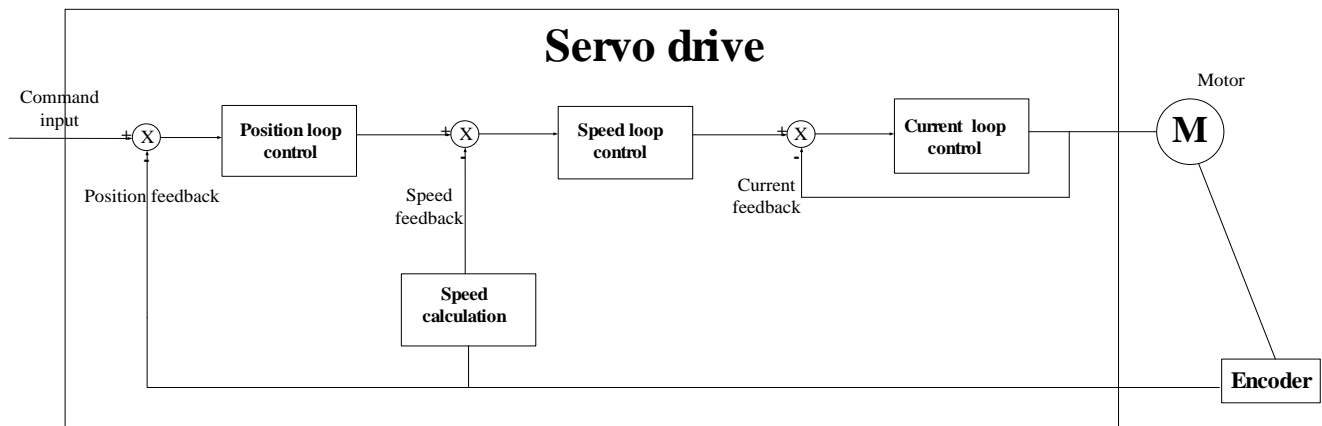 Servo drive
Motor
Command
input
+
X
-
Position loop
control
+
X
-
Speed loop
control
+
X
-
Current loop
control
M
Position feedback
Speed
feedback
Current
feedback
Speed
calculation
Encoder